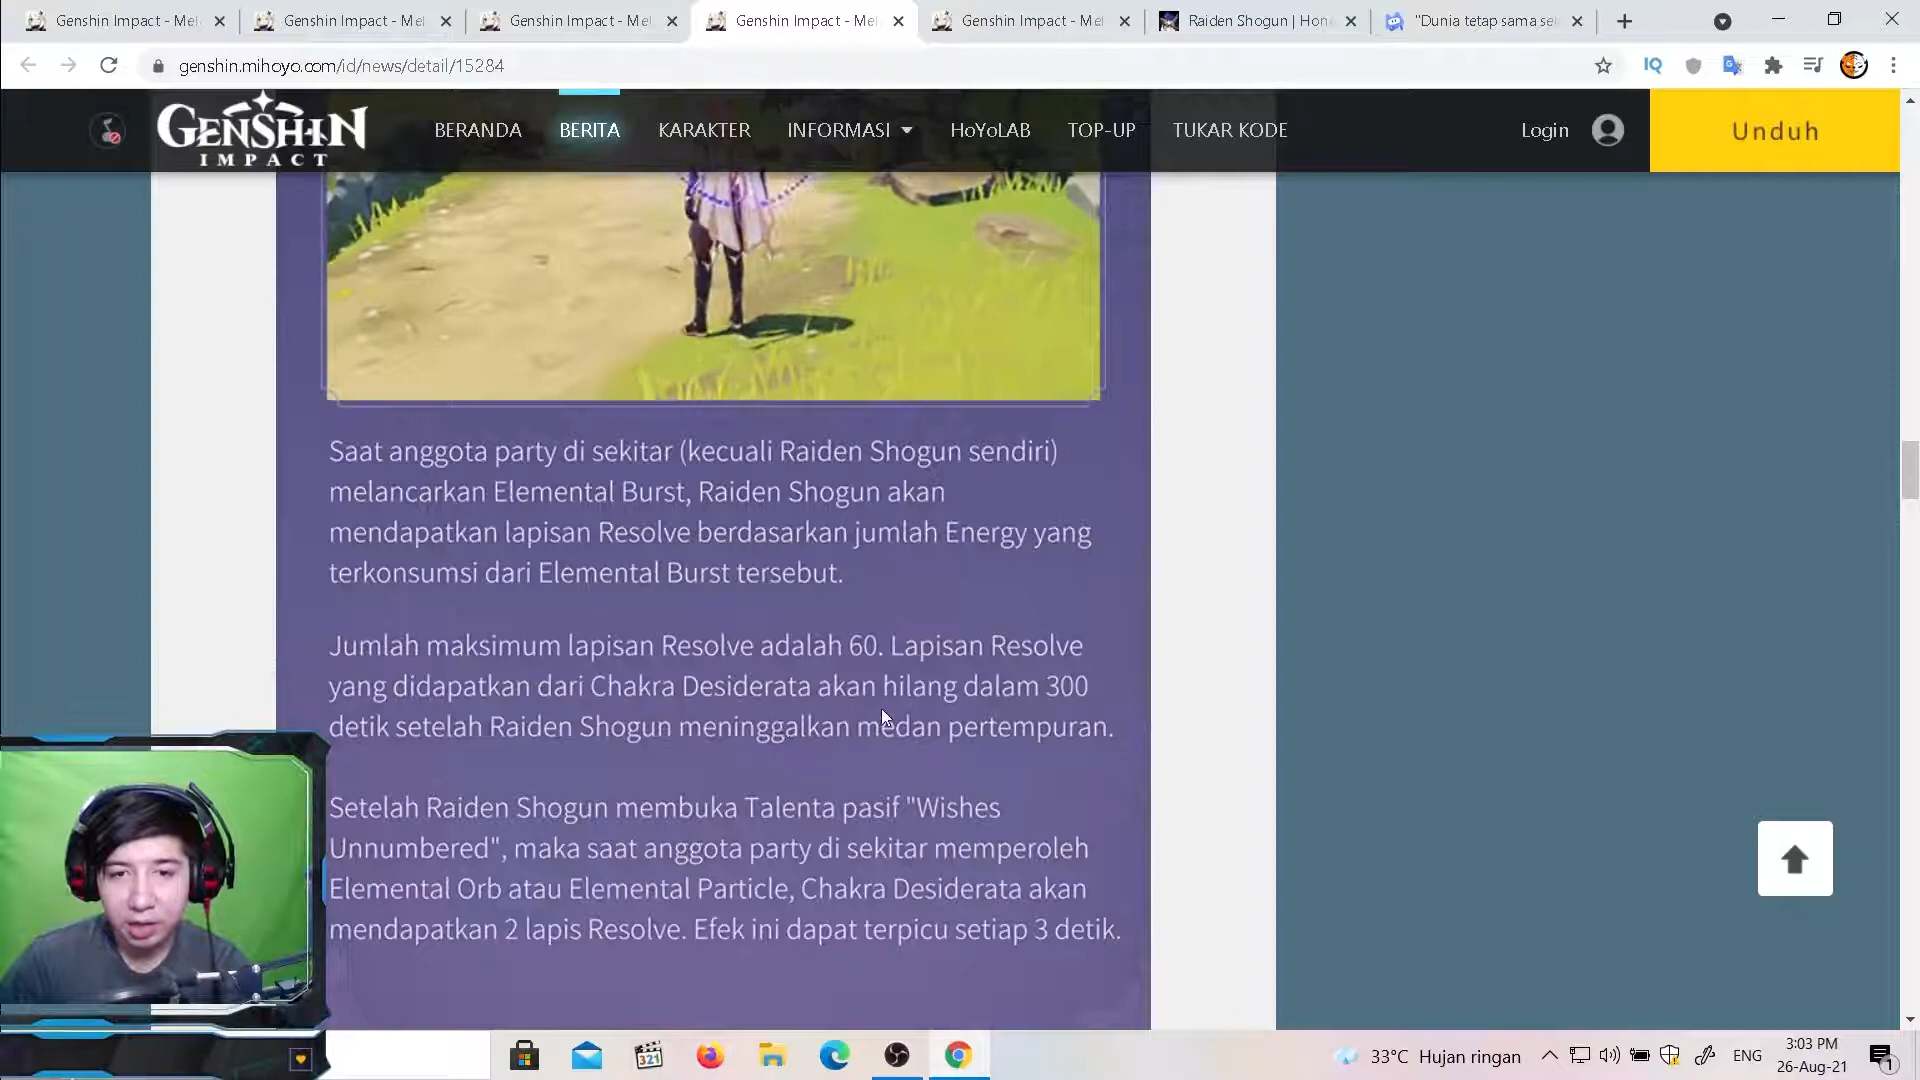 Genshin Impact - Mel
Genshin Impact - Mel
Genshin Impact - Mel
Genshin Impact - Mel
Genshin Impact - Mel
Raiden Shogun | Hon
"Dunia tetap sama se
genshin.mihoyo.com/id/news/detail/15284
GENSHIN
IMPACT
BERANDA
BERITA
KARAKTER
INFORMASI
HoYoLAB
TOP-UP
TUKAR KODE
Login
Unduh
Saat anggota party di sekitar (kecuali Raiden Shogun sendiri)
melancarkan Elemental Burst, Raiden Shogun akan
mendapatkan lapisan Resolve berdasarkan jumlah Energy yang
terkonsumsi dari Elemental Burst tersebut.
Jumlah maksimum lapisan Resolve adalah 60. Lapisan Resolve
yang didapatkan dari Chakra Desiderata akan hilang dalam 300
detik setelah Raiden Shogun meninggalkan medan pertempuran.
Setelah Raiden Shogun membuka Talenta pasif "Wishes
Unnumbered", maka saat anggota party di sekitar memperoleh
Elemental Orb atau Elemental Particle, Chakra Desiderata akan
mendapatkan 2 lapis Resolve. Efek ini dapat terpicu setiap 3 detik.
321
33°C Hujan ringan
ENG
3:03 PM
26-Aug-21
1